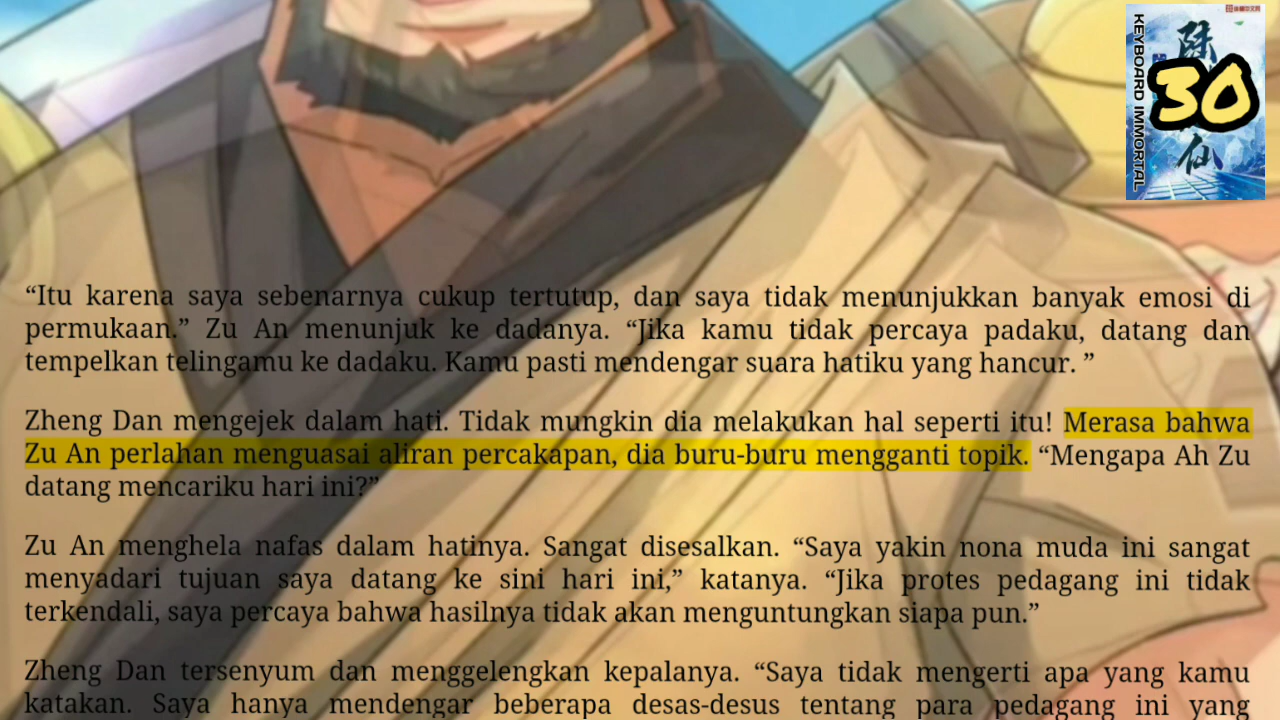 “Itu karena saya sebenarnya cukup tertutup, dan saya tidak menunjukkan banyak emosi di
permukaan.” Zu An menunjuk ke dadanya. “Jika kamu tidak percaya padaku, datang dan
tempelkan telingamu ke dadaku. Kamu pasti mendengar suara hatiku yang hancur. ”
Zheng Dan mengejek dalam hati. Tidak mungkin dia melakukan hal seperti itu! Merasa bahwa
Zu An perlahan menguasai aliran percakapan, dia buru-buru mengganti topik. “Mengapa Ah Zu
datang mencariku hari ini?”
Zu An menghela nafas dalam hatinya. Sangat disesalkan. “Saya yakin nona muda ini sangat
menyadari tujuan saya datang ke sini hari ini,” katanya. “Jika protes pedagang ini tidak
terkendali, saya percaya bahwa hasilnya tidak akan menguntungkan siapa pun.”
Zheng Dan tersenyum dan menggelengkan kepalanya. “Saya tidak mengerti apa yang kamu
katakan. Saya hanya mendengar beberapa desas-desus tentang para pedagang ini yang
KEYBOARD IMMORTAL
30
仙